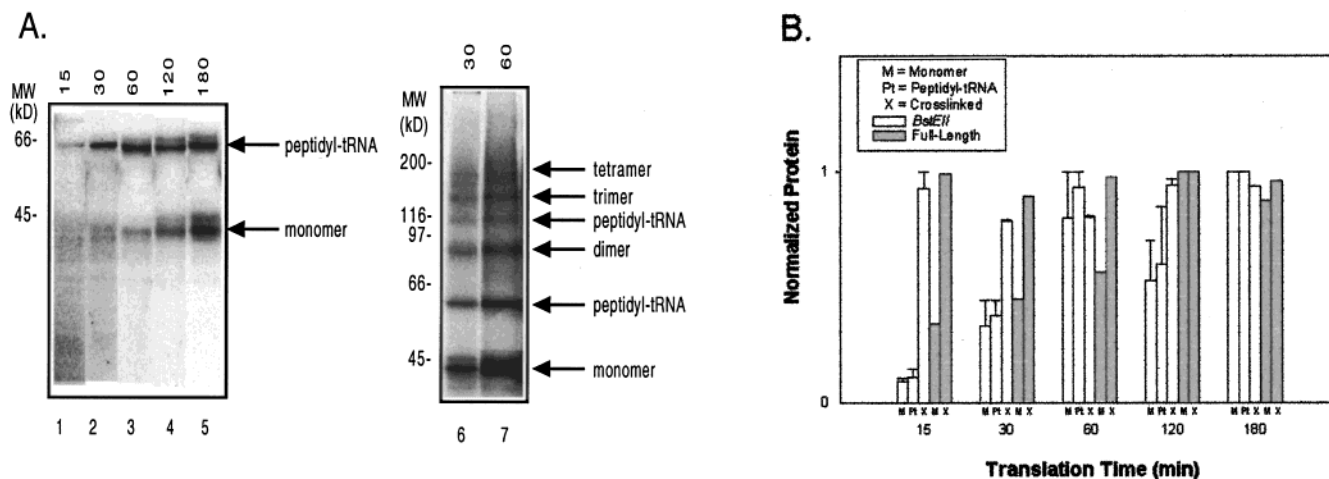 A.
15 30 60 120 180
MW
(kD)
66-
45-
peptidyl-tRNA
monomer
1 2 3 4 5
30 60
MW
(kD)
200-
116-
97-
66-
45-
tetramer
trimer
peptidyl-tRNA
dimer
peptidyl-tRNA
monomer
6 7
B.
M = Monomer
Pt = Peptidyl-tRNA
X = Crosslinked
BstEII
Full-Length
Normalized Protein
1
0
M Pt X M X M Pt X M X M Pt X M X M Pt X M X M Pt X M X
15 30 60 120 180
Translation Time (min)